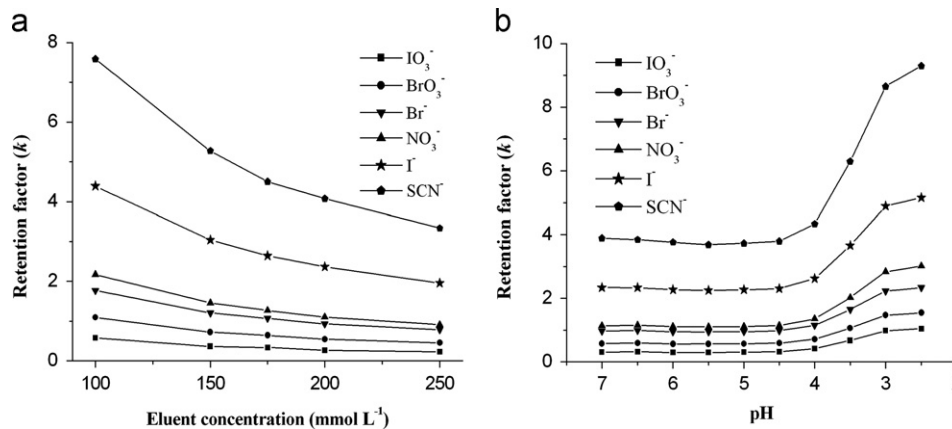 a
Retention factor (k)
8
6
4
2
0
IO₃⁻
BrO₃⁻
Br⁻
NO₃⁻
I⁻
SCN⁻
100 150 200 250
Eluent concentration (mmol L⁻¹)
b
Retention factor (k)
10
8
6
4
2
0
IO₃⁻
BrO₃⁻
Br⁻
NO₃⁻
I⁻
SCN⁻
7 6 5 4 3
pH